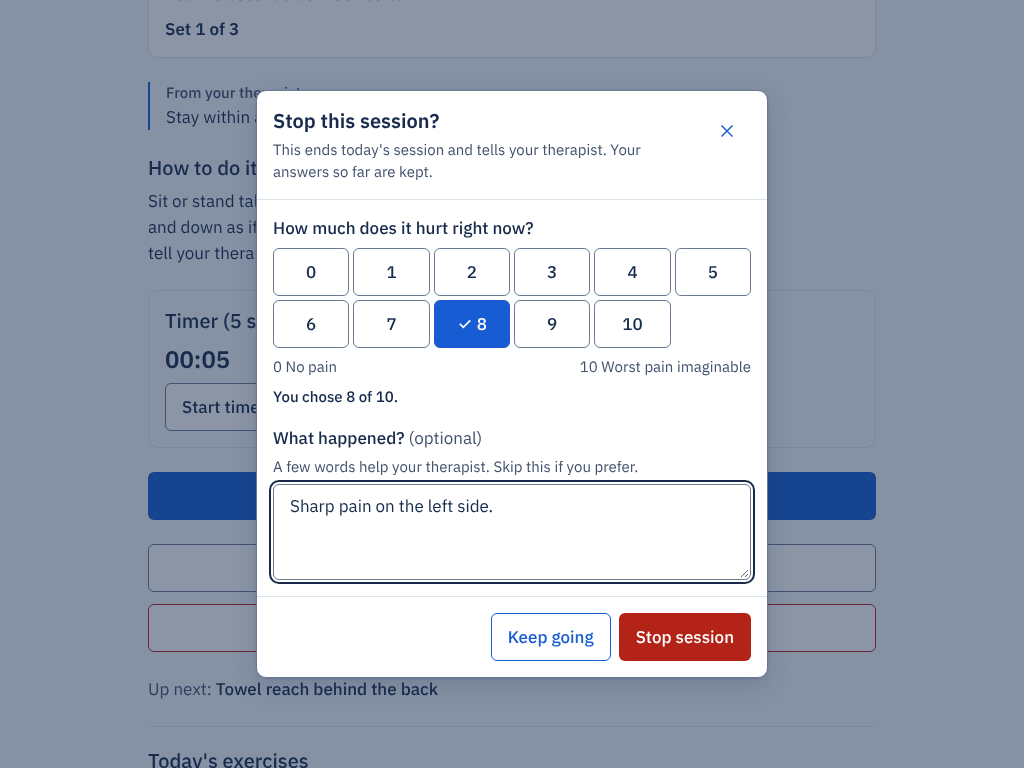 Set 1 of 3
From your
Stay within
Stop this session?
This ends today's session and tells your therapist. Your
answers so far are kept.
How to do it
Sit or stand
and down as if
tell your
How much does it hurt right now?
0 1 2 3 4 5
6 7 8 9 10
0 No pain
10 Worst pain imaginable
You chose 8 of 10.
Timer (5
00:05
Start
What happened? (optional)
A few words help your therapist. Skip this if you prefer.
Sharp pain on the left side.
Keep going
Stop session
Up next: Towel reach behind the back
Today's exercises